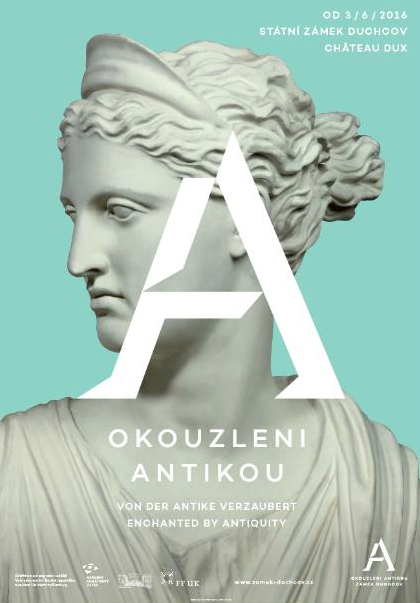 OD 3 / 6 / 2016
STÁTNÍ ZÁMEK DUCHCOV
CHÂTEAU DUX
A
OKOUZLENI
ANTIKOU
VON DER ANTIKE VERZAUBERT
ENCHANTED BY ANTIQUITY
FF UK
www.zamek-duchcov.cz
A
OKOUZLENI ANTIKOU
ZÁMEK DUCHCOV